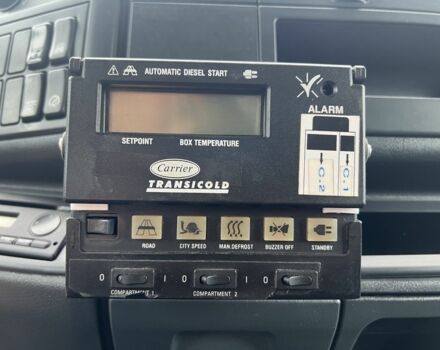 AUTOMATIC DIESEL START
ALARM
SETPOINT BOX TEMPERATURE
Carrier
TRANSICOLD
C.2 C.1
ROAD CITY SPEED MAN.DEFROST BUZZER OFF STANDBY
0 I 0 I 0 I
COMPARTMENT 1 COMPARTMENT 2